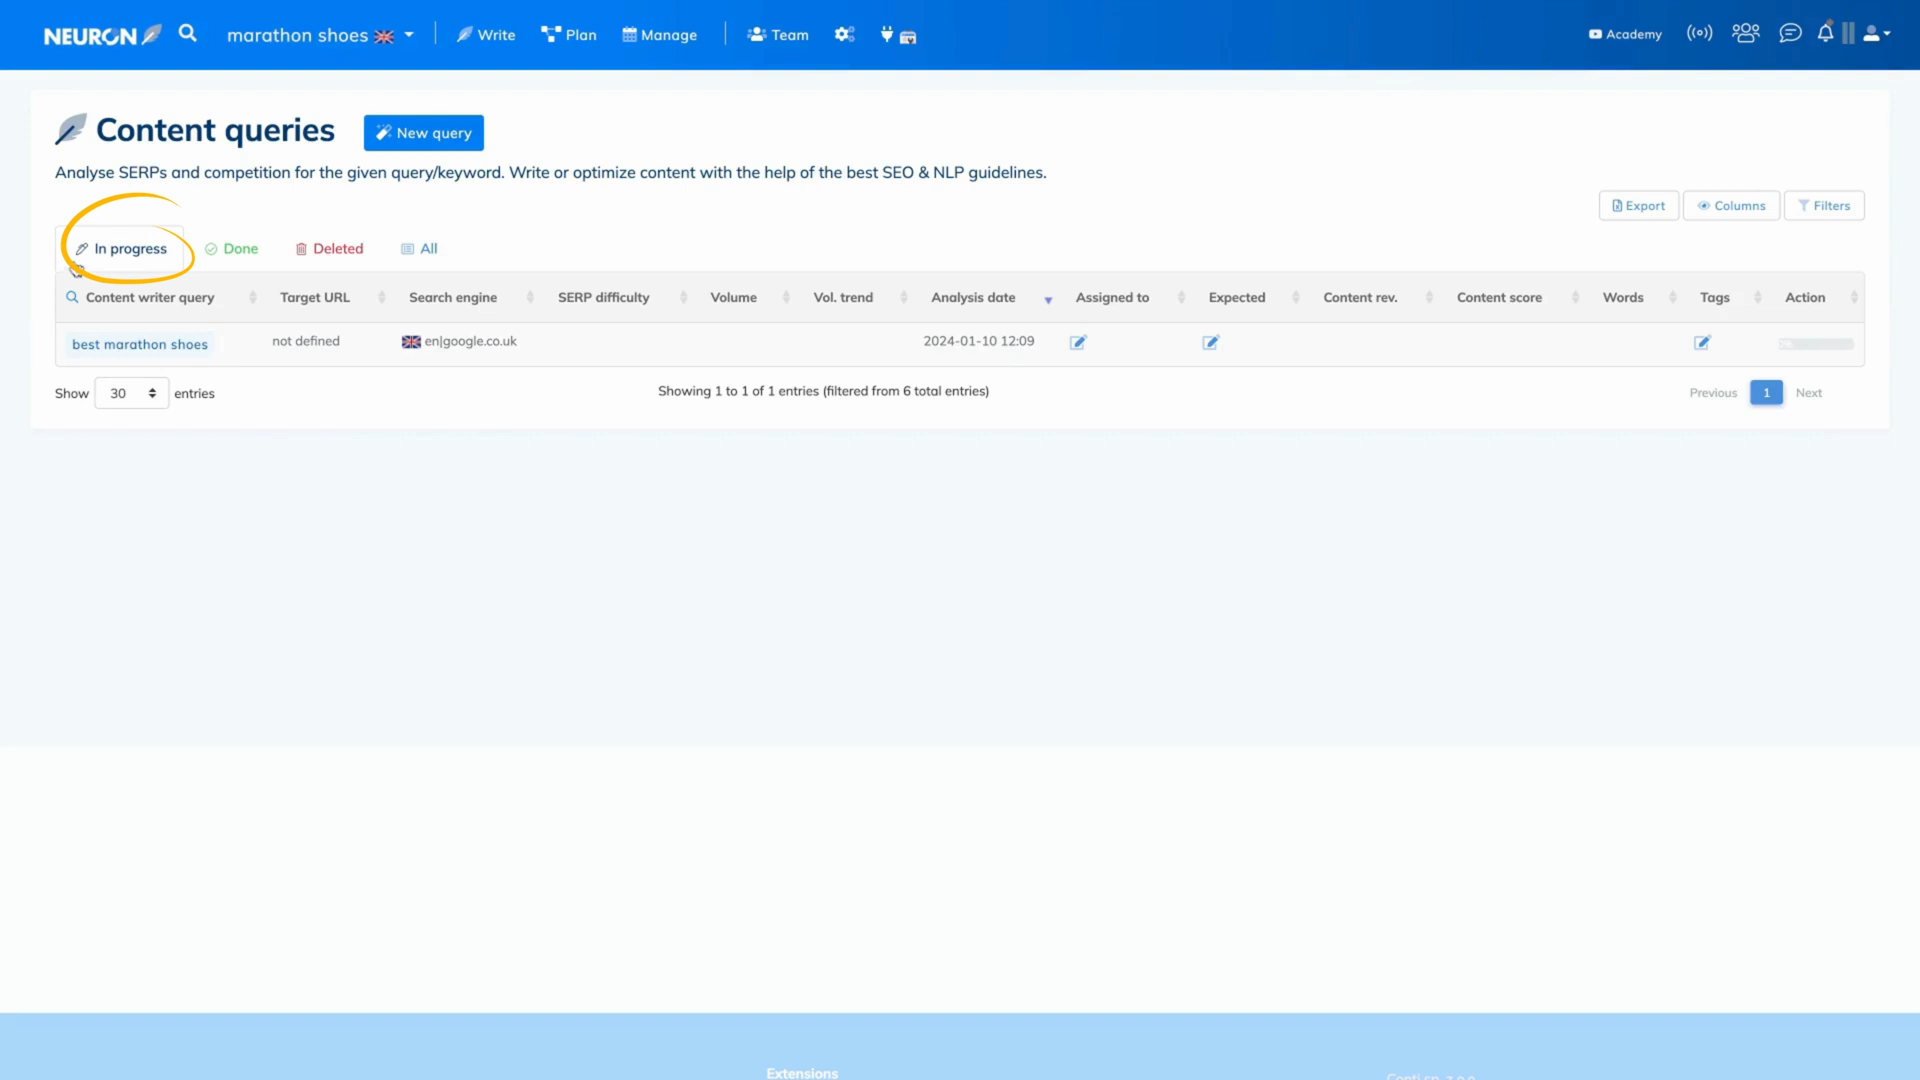 NEURON marathon shoes Write Plan Manage Team Academy
Content queries New query
Analyse SERPs and competition for the given query/keyword. Write or optimize content with the help of the best SEO & NLP guidelines.
Export Columns Filters
In progress Done Deleted All
Content writer query Target URL Search engine SERP difficulty Volume Vol. trend Analysis date Assigned to Expected Content rev. Content score Words Tags Action
best marathon shoes not defined en|google.co.uk 2024-01-10 12:09 0%
Show 30 entries Showing 1 to 1 of 1 entries (filtered from 6 total entries) Previous 1 Next
Extensions